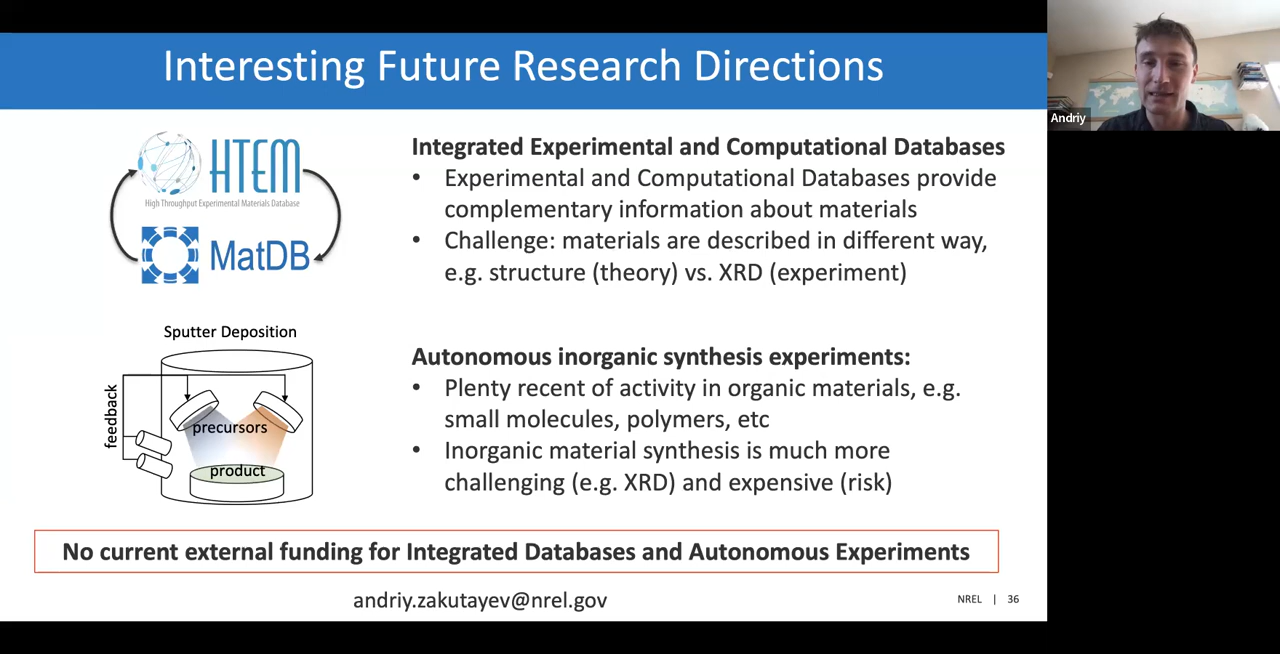 Interesting Future Research Directions
Andriy
HTEM
High Throughput Experimental Materials Database
MatDB
Integrated Experimental and Computational Databases
• Experimental and Computational Databases provide
complementary information about materials
• Challenge: materials are described in different way,
e.g. structure (theory) vs. XRD (experiment)
Sputter Deposition
feedback
precursors
product
Autonomous inorganic synthesis experiments:
• Plenty recent of activity in organic materials, e.g.
small molecules, polymers, etc
• Inorganic material synthesis is much more
challenging (e.g. XRD) and expensive (risk)
No current external funding for Integrated Databases and Autonomous Experiments
andriy.zakutayev@nrel.gov
NREL | 36